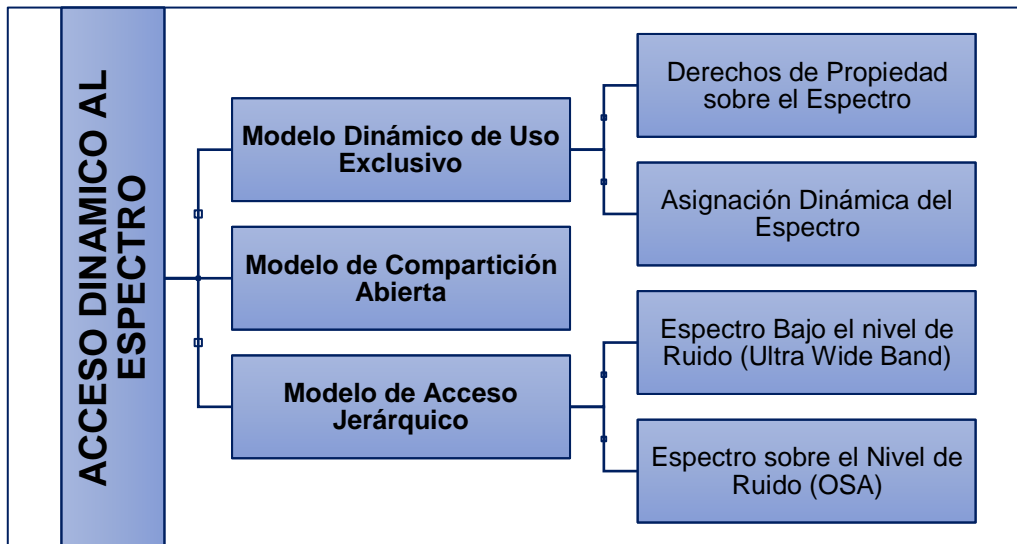 ACCESO DINAMICO AL
ESPECTRO
Modelo Dinámico de Uso
Exclusivo
Derechos de Propiedad
sobre el Espectro
Asignación Dinámica del
Espectro
Modelo de Compartición
Abierta
Modelo de Acceso
Jerárquico
Espectro Bajo el nivel de
Ruido (Ultra Wide Band)
Espectro sobre el Nivel de
Ruido (OSA)